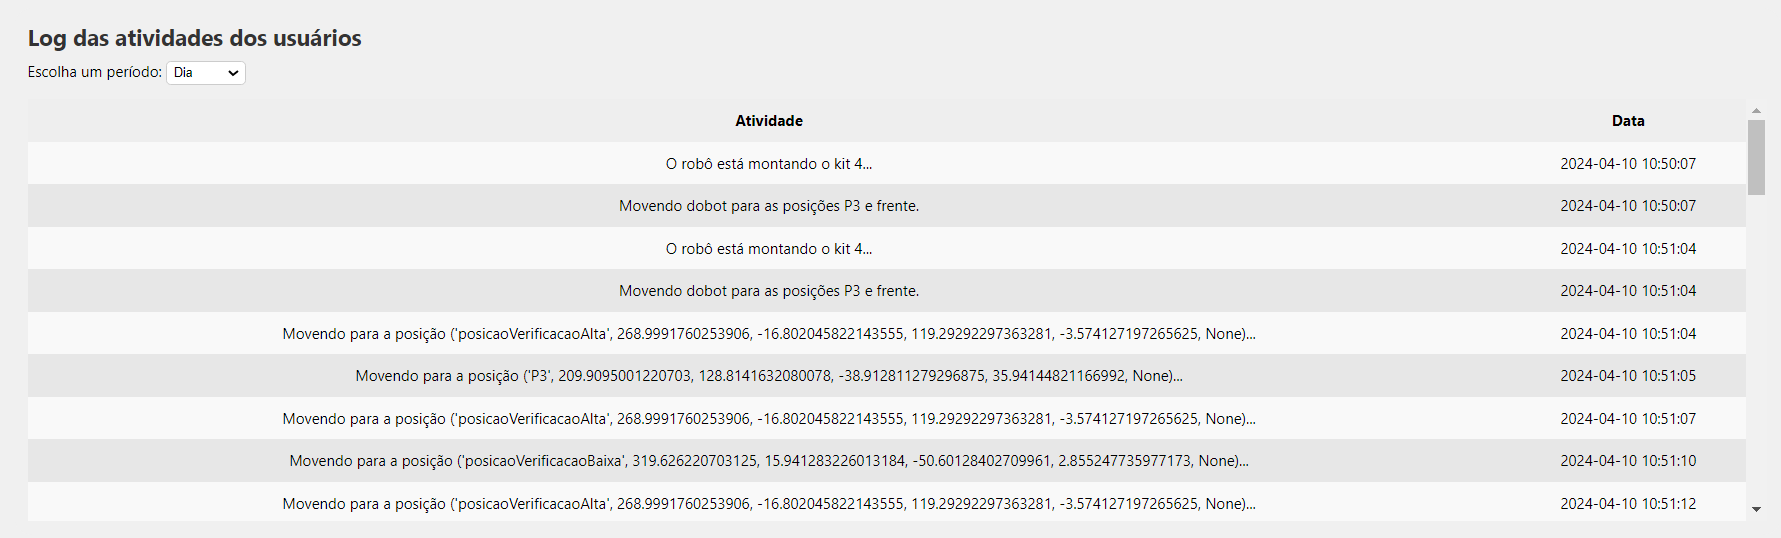 Log das atividades dos usuários
Escolha um período: Dia
Atividade Data
O robô está montando o kit 4... 2024-04-10 10:50:07
Movendo dobot para as posições P3 e frente. 2024-04-10 10:50:07
O robô está montando o kit 4... 2024-04-10 10:51:04
Movendo dobot para as posições P3 e frente. 2024-04-10 10:51:04
Movendo para a posição ('posicaoVerificacaoAlta', 268.9991760253906, -16.802045822143555, 119.29292297363281, -3.574127197265625, None)... 2024-04-10 10:51:04
Movendo para a posição ('P3', 209.9095001220703, 128.8141632080078, -38.912811279296875, 35.94144821166992, None)... 2024-04-10 10:51:05
Movendo para a posição ('posicaoVerificacaoAlta', 268.9991760253906, -16.802045822143555, 119.29292297363281, -3.574127197265625, None)... 2024-04-10 10:51:07
Movendo para a posição ('posicaoVerificacaoBaixa', 319.626220703125, 15.941283226013184, -50.60128402709961, 2.855247735977173, None)... 2024-04-10 10:51:10
Movendo para a posição ('posicaoVerificacaoAlta', 268.9991760253906, -16.802045822143555, 119.29292297363281, -3.574127197265625, None)... 2024-04-10 10:51:12